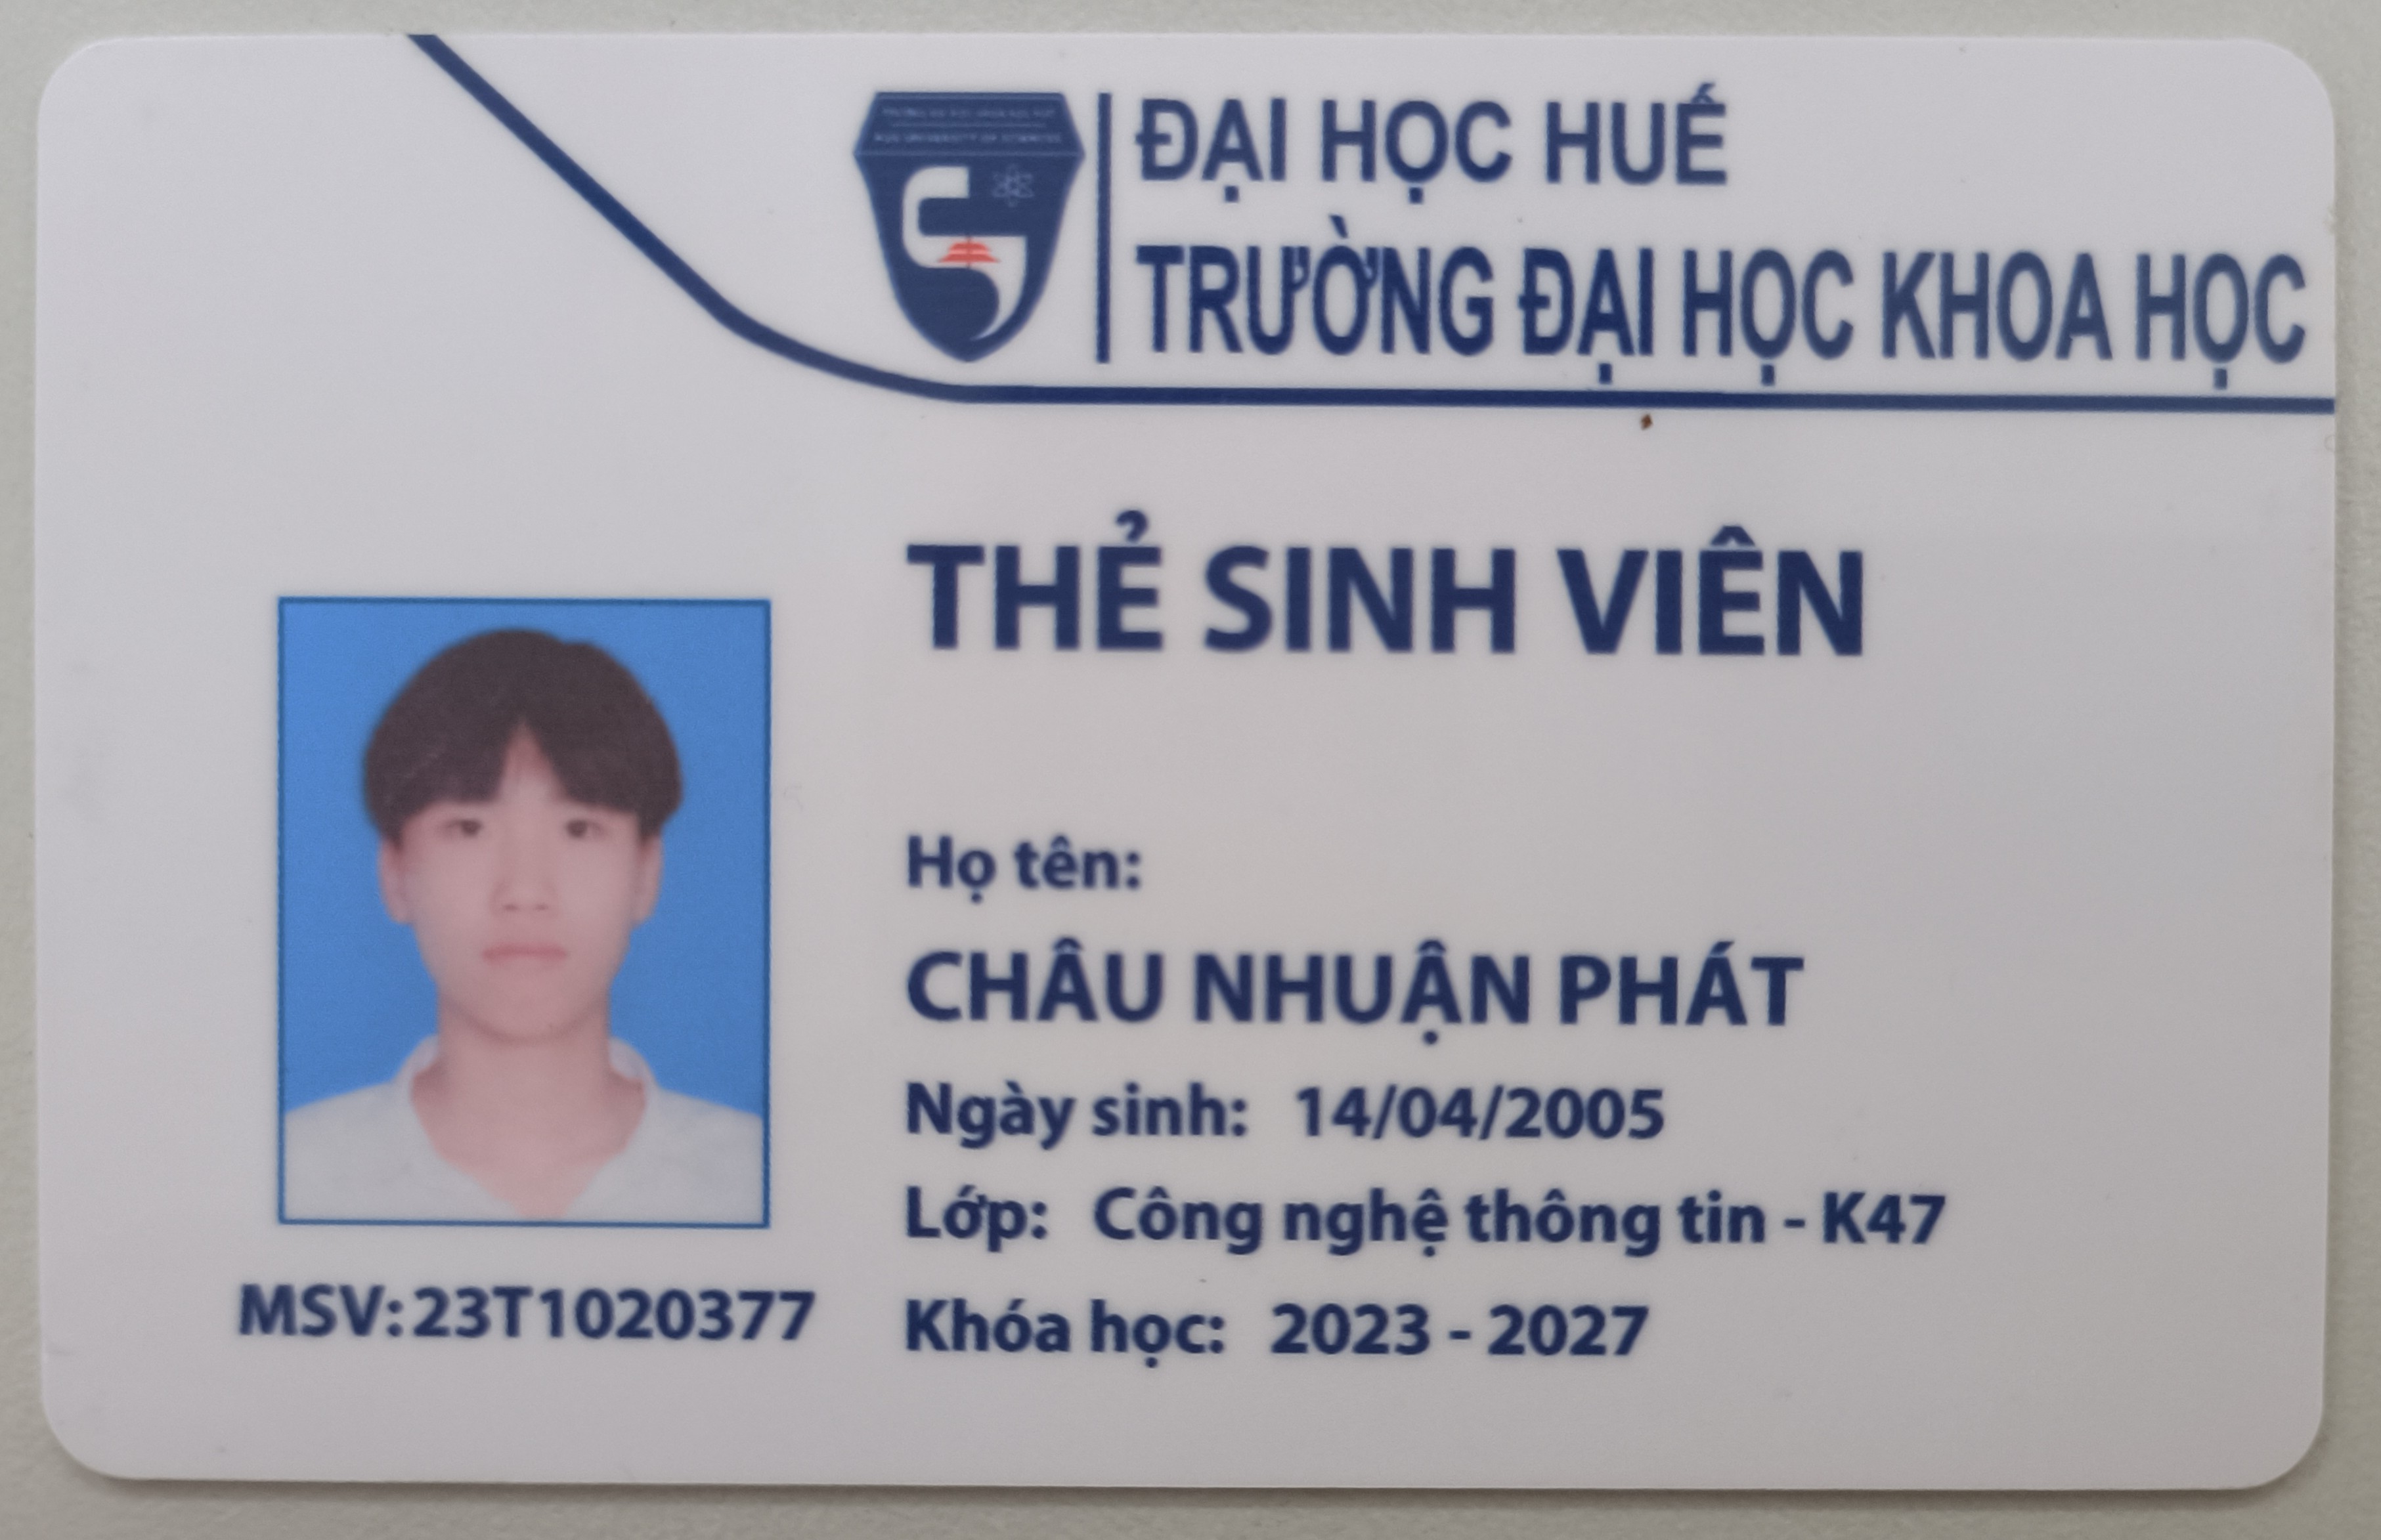 ĐẠI HỌC HUẾ
TRƯỜNG ĐẠI HỌC KHOA HỌC
THẺ SINH VIÊN
Họ tên:
CHÂU NHUẬN PHÁT
Ngày sinh: 14/04/2005
Lớp: Công nghệ thông tin - K47
Khóa học: 2023 - 2027
MSV: 23T1020377